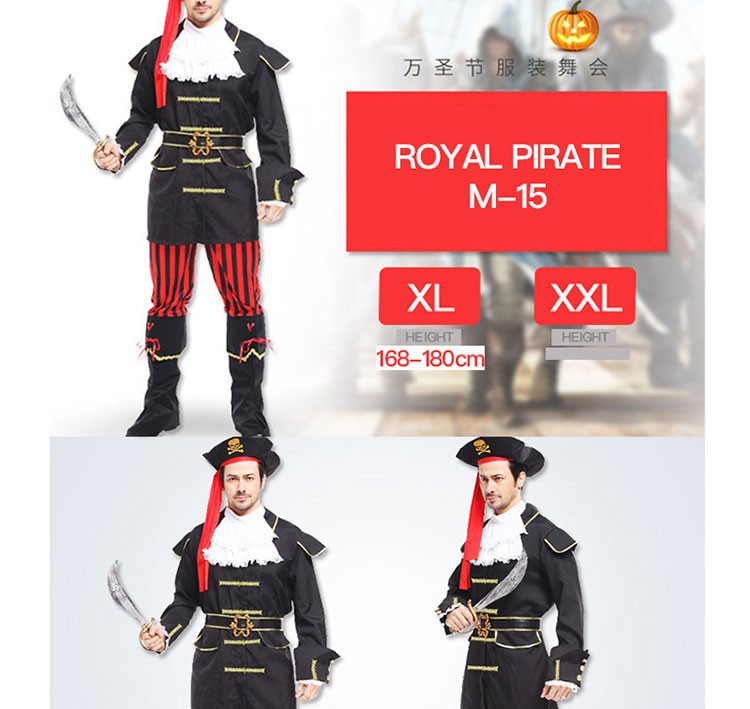 万圣节服装舞会
ROYAL PIRATE
M-15
XL
XXL
HEIGHT
HEIGHT
168-180cm